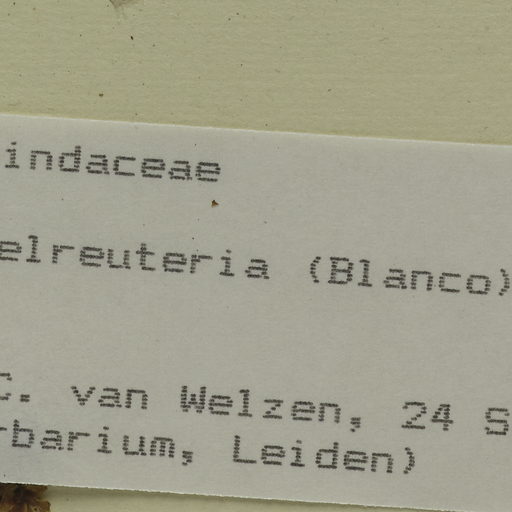 indaceae
elreuteria (Blanco)
C. van Welzen, 24 S
rbarium, Leiden)